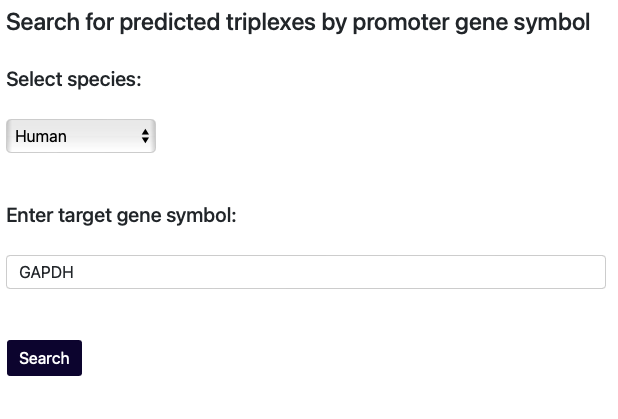 Search for predicted triplexes by promoter gene symbol
Select species:
Human
Enter target gene symbol:
GAPDH
Search